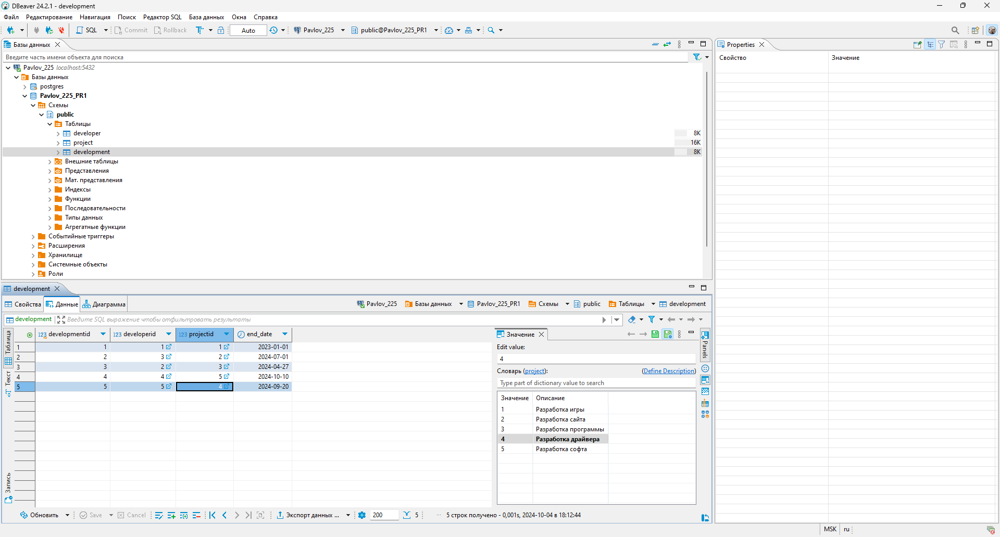 DBeaver 24.2.1 - development
Файл Редактирование Навигация Поиск Редактор SQL База данных Окна Справка
SQL Commit Rollback Auto Pavlov_225 public@Pavlov_225_PR1
Базы данных
Введите часть имени объекта для поиска
Pavlov_225 localhost:5432
Базы данных
postgres
Pavlov_225_PR1
Схемы
public
Таблицы
developer 8K
project 16K
development 8K
Внешние таблицы
Представления
Мат. представления
Индексы
Функции
Последовательности
Типы данных
Агрегатные функции
Событийные триггеры
Расширения
Хранилище
Системные объекты
Роли
Properties
Свойство Значение
development
Свойства Данные Диаграмма
Pavlov_225 Базы данных Pavlov_225_PR1 Схемы public Таблицы development
development Введите SQL выражение чтобы отфильтровать результаты
Таблица
Текст
Запись
123 developmentid 123 developerid 123 projectid end_date
1 1 1 1 2023-01-01
2 2 3 2 2024-07-01
3 3 2 3 2024-04-27
4 4 4 5 2024-10-10
5 5 5 4 2024-09-20
Значение
Edit value:
4
Словарь (project): (Define Description)
Type part of dictionary value to search
Значение Описание
1 Разработка игры
2 Разработка сайта
3 Разработка программы
4 Разработка драйвера
5 Разработка софта
Panels
Обновить Save Cancel Экспорт данных ... 200 5 ··· 5 строк получено - 0,001s, 2024-10-04 в 18:12:44
MSK ru